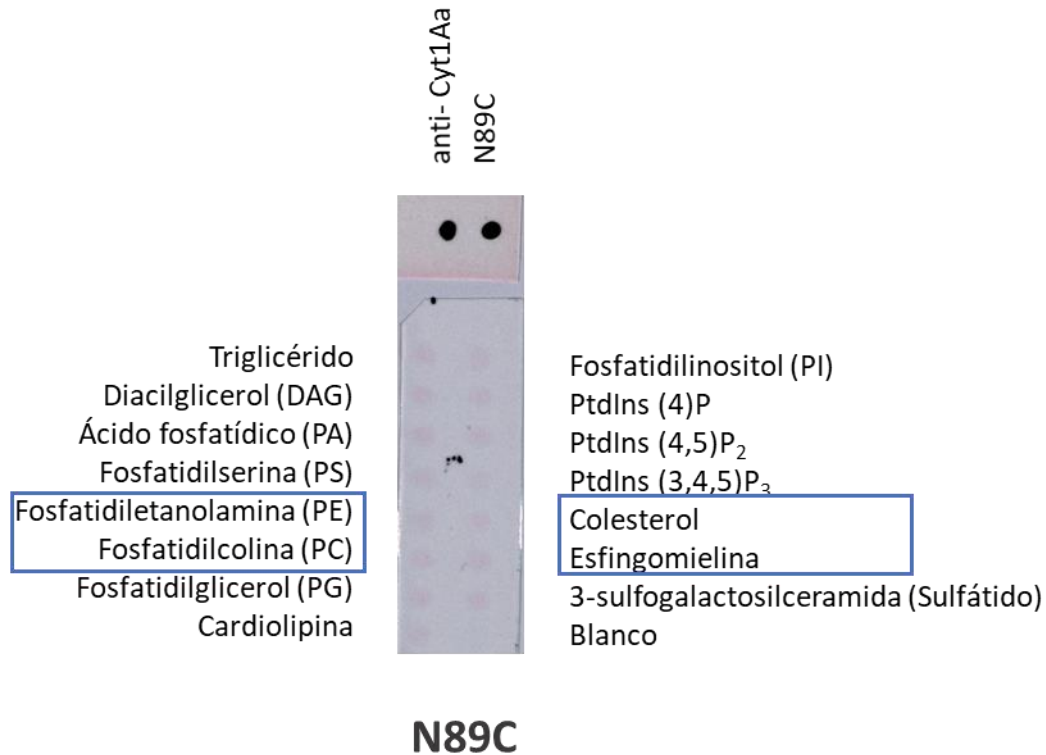 anti- Cyt1Aa
N89C
Triglicérido
Diacilglicerol (DAG)
Ácido fosfatídico (PA)
Fosfatidilserina (PS)
Fosfatidiletanolamina (PE)
Fosfatidilcolina (PC)
Fosfatidilglicerol (PG)
Cardiolipina
Fosfatidilinositol (PI)
PtdIns (4)P
PtdIns (4,5)P₂
PtdIns (3,4,5)P₃
Colesterol
Esfingomielina
3-sulfogalactosilceramida (Sulfátido)
Blanco
N89C